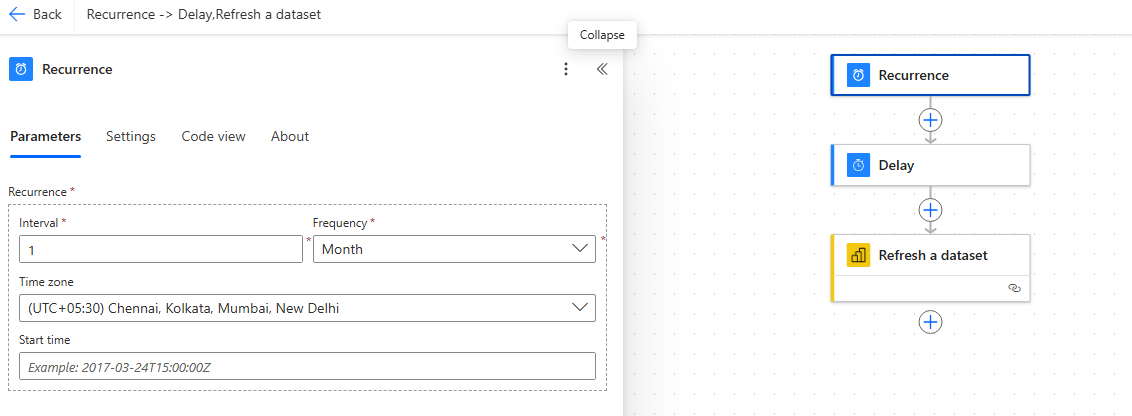 Back
Recurrence -> Delay,Refresh a dataset
Collapse
Recurrence
Parameters
Settings
Code view
About
Recurrence *
Interval *
Frequency *
1
*
Month
*
Time zone
(UTC+05:30) Chennai, Kolkata, Mumbai, New Delhi
Start time
Example: 2017-03-24T15:00:00Z
Recurrence
Delay
Refresh a dataset